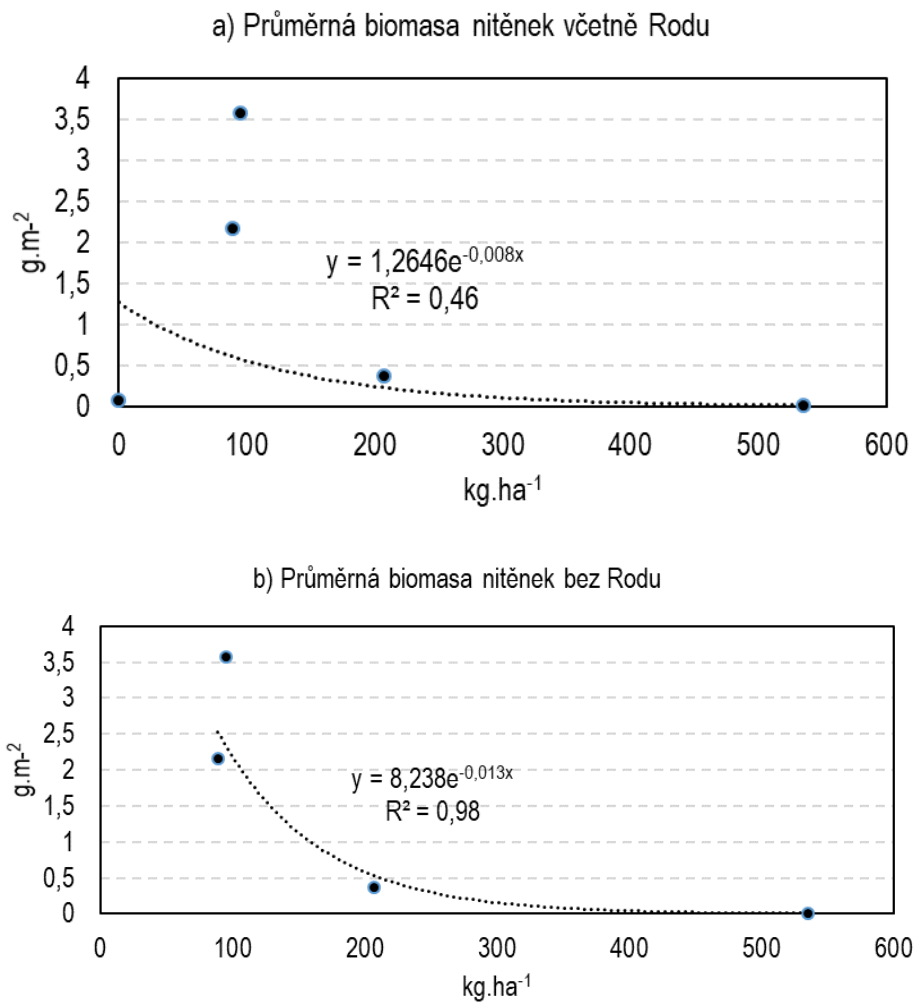 a) Průměrná biomasa nitěnek včetně Rodu
4
3,5
3
2,5
2
1,5
1
0,5
0
g.m-²
y = 1,2646e⁻⁰,⁰⁰⁸ˣ
R² = 0,46
0 100 200 300 400 500 600
kg.ha⁻¹
b) Průměrná biomasa nitěnek bez Rodu
4
3,5
3
2,5
2
1,5
1
0,5
0
g.m-²
y = 8,238e⁻⁰,⁰¹³ˣ
R² = 0,98
0 100 200 300 400 500 600
kg.ha⁻¹